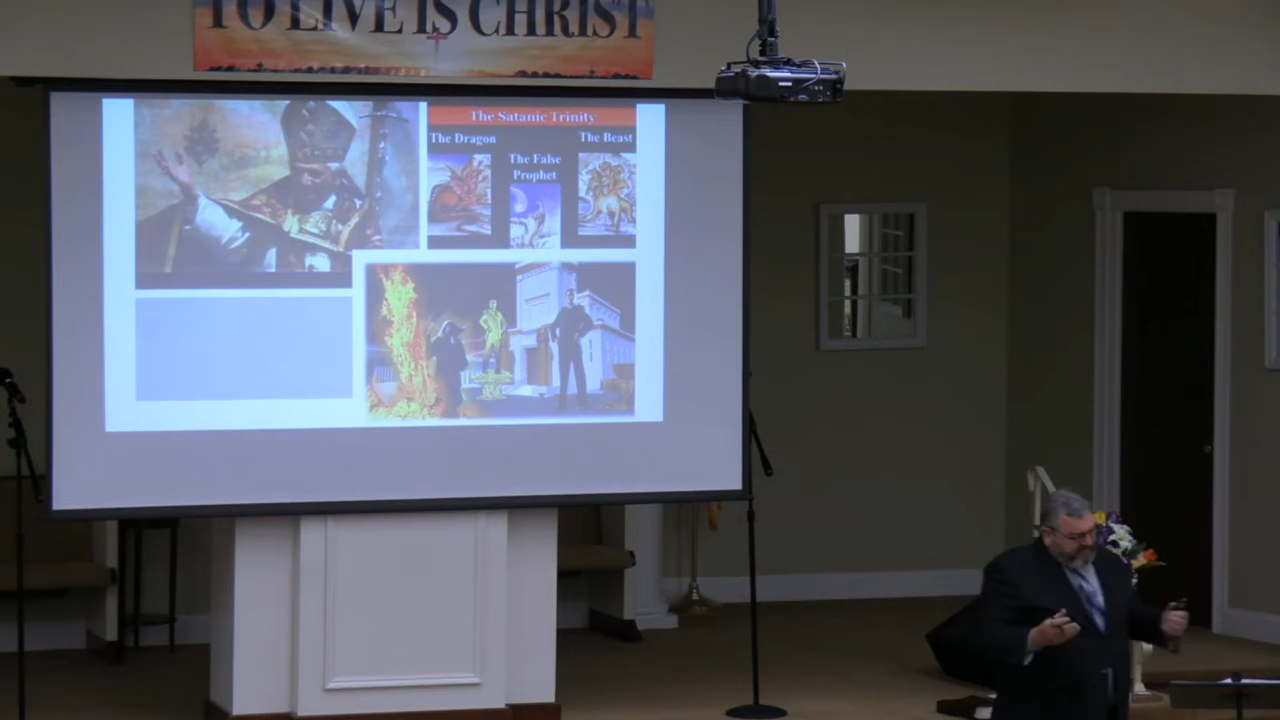 TO LIVE IS CHRIST
The Satanic Trinity
The Dragon
The Beast
The False
Prophet